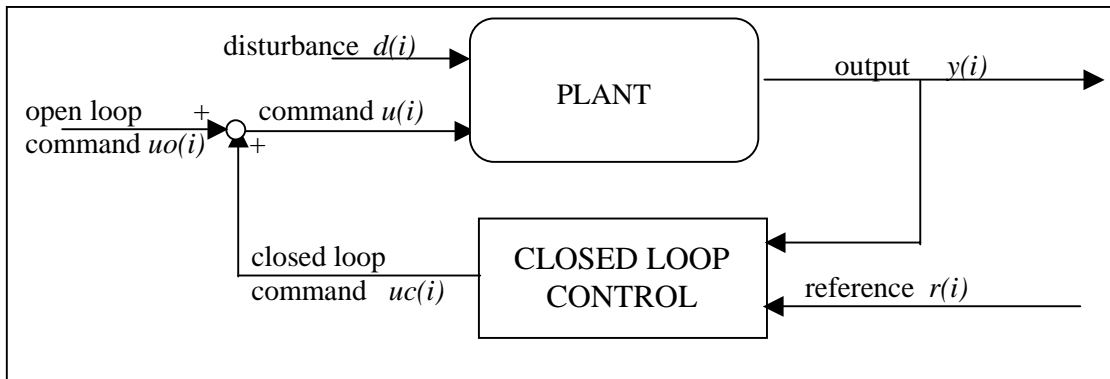 disturbance d(i)
PLANT
output y(i)
open loop +
command uo(i)
command u(i)
+
closed loop
command uc(i)
CLOSED LOOP
CONTROL
reference r(i)